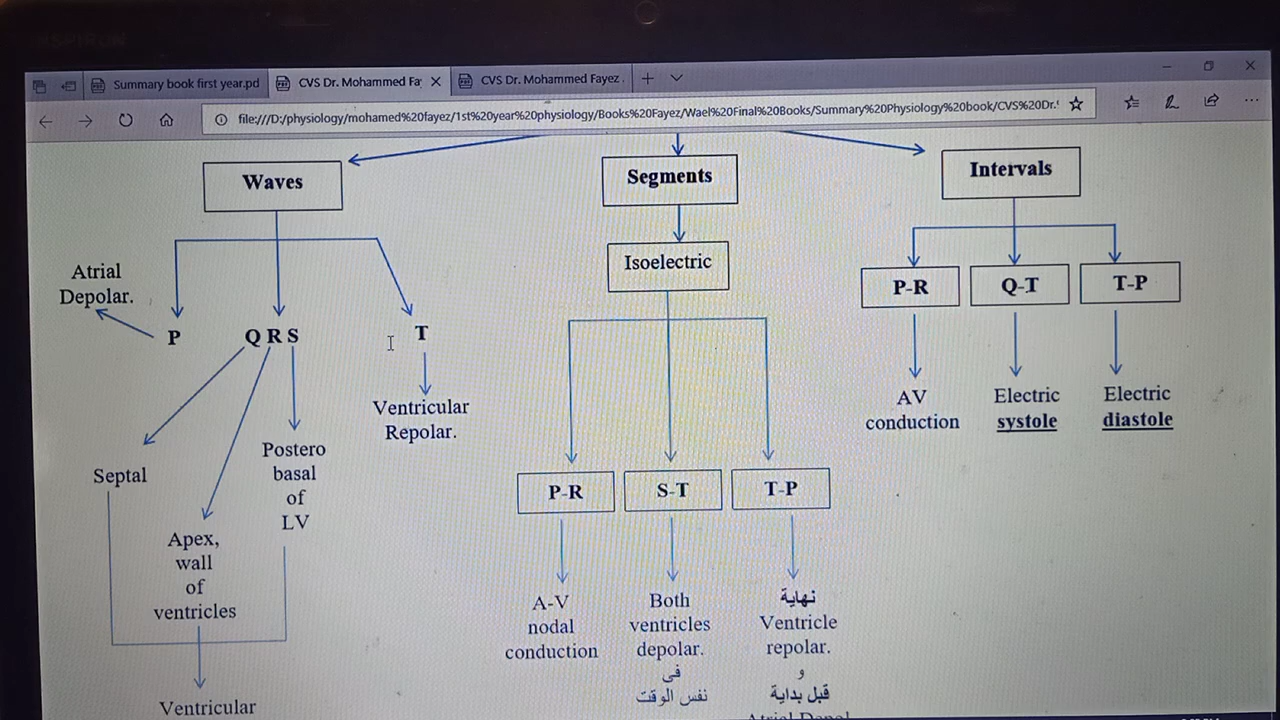 Summary book first year.pd
CVS Dr. Mohammed Fa
CVS Dr. Mohammed Fayez .
file:///D:/physiology/mohamed%20fayez/1st%20year%20physiology/Books%20Fayez/Wael%20Final%20Books/Summary%20Physiology%20book/CVS%20Dr.
Waves
Segments
Intervals
Isoelectric
Atrial
Depolar.
P
Q R S
T
P-R
Q-T
T-P
Ventricular
Repolar.
AV
conduction
Electric
systole
Electric
diastole
Septal
Postero
basal
of
LV
Apex,
wall
of
ventricles
P-R
S-T
T-P
A-V
nodal
conduction
Both
ventricles
depolar.
فى
نفس الوقت
نهاية
Ventricle
repolar.
و
قبل بداية
Ventricular